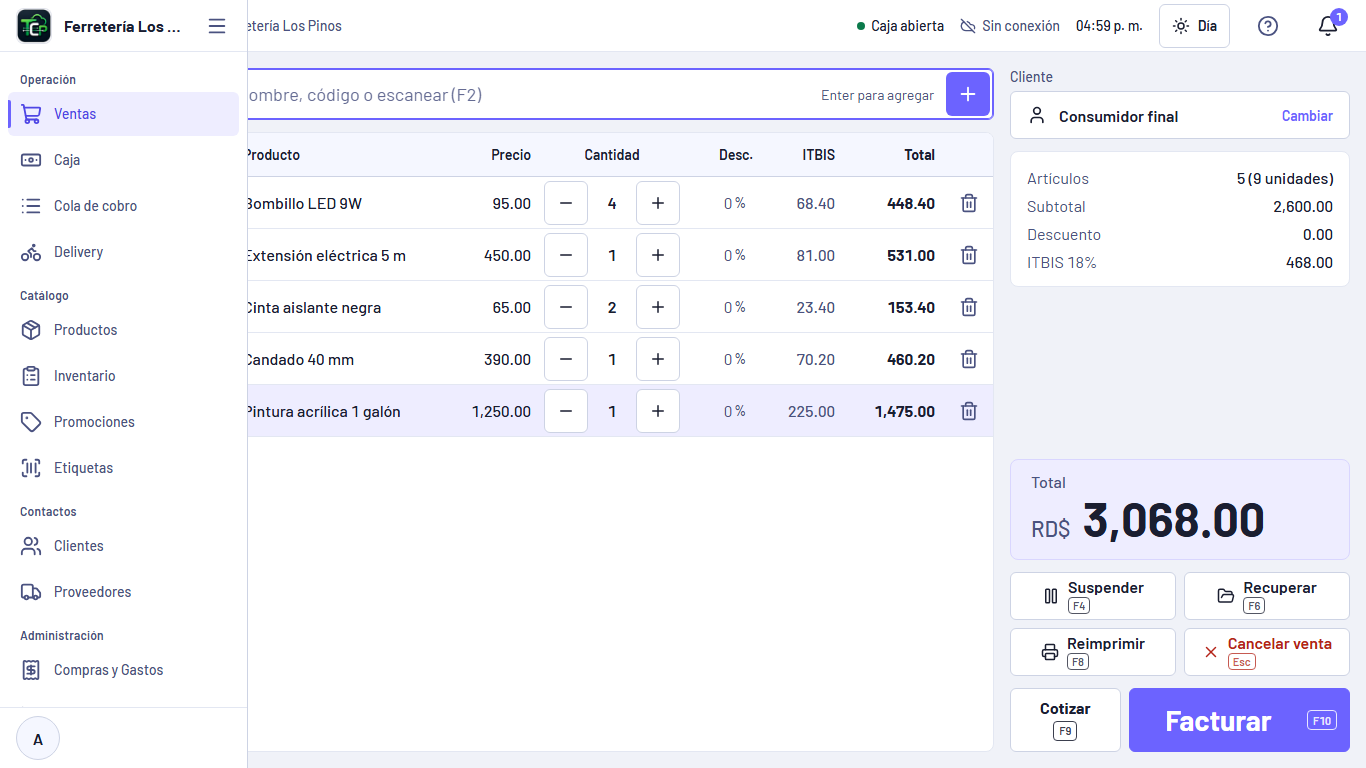 Ferretería Los ...
etería Los Pinos
Caja abierta
Sin conexión
04:59 p. m.
Día
1
Operación
Ventas
Caja
Cola de cobro
Delivery
Catálogo
Productos
Inventario
Promociones
Etiquetas
Contactos
Clientes
Proveedores
Administración
Compras y Gastos
A
ombre, código o escanear (F2)
Enter para agregar
Producto Precio Cantidad Desc. ITBIS Total
Bombillo LED 9W 95.00 4 0 % 68.40 448.40
Extensión eléctrica 5 m 450.00 1 0 % 81.00 531.00
Cinta aislante negra 65.00 2 0 % 23.40 153.40
Candado 40 mm 390.00 1 0 % 70.20 460.20
Pintura acrílica 1 galón 1,250.00 1 0 % 225.00 1,475.00
Cliente
Consumidor final Cambiar
Artículos 5 (9 unidades)
Subtotal 2,600.00
Descuento 0.00
ITBIS 18% 468.00
Total
RD$ 3,068.00
Suspender
F4
Recuperar
F6
Reimprimir
F8
Cancelar venta
Esc
Cotizar
F9
Facturar F10